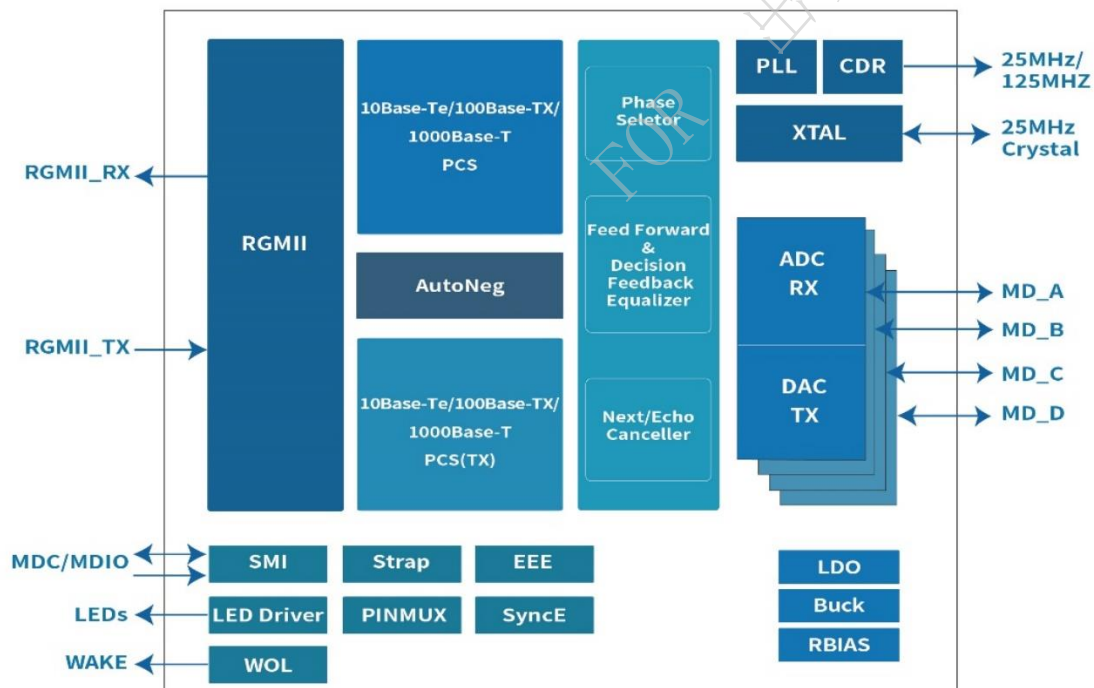 RGMII_RX
RGMII_TX
RGMII
10Base-Te/100Base-TX/
1000Base-T
PCS
AutoNeg
10Base-Te/100Base-TX/
1000Base-T
PCS(TX)
Phase
Seletor
Feed Forward
&
Decision
Feedback
Equalizer
Next/Echo
Canceller
PLL
CDR
25MHz/
125MHZ
XTAL
25MHz
Crystal
ADC
RX
DAC
TX
MD_A
MD_B
MD_C
MD_D
MDC/MDIO
SMI
Strap
EEE
LEDs
LED Driver
PINMUX
SyncE
WAKE
WOL
LDO
Buck
RBIAS
FOR